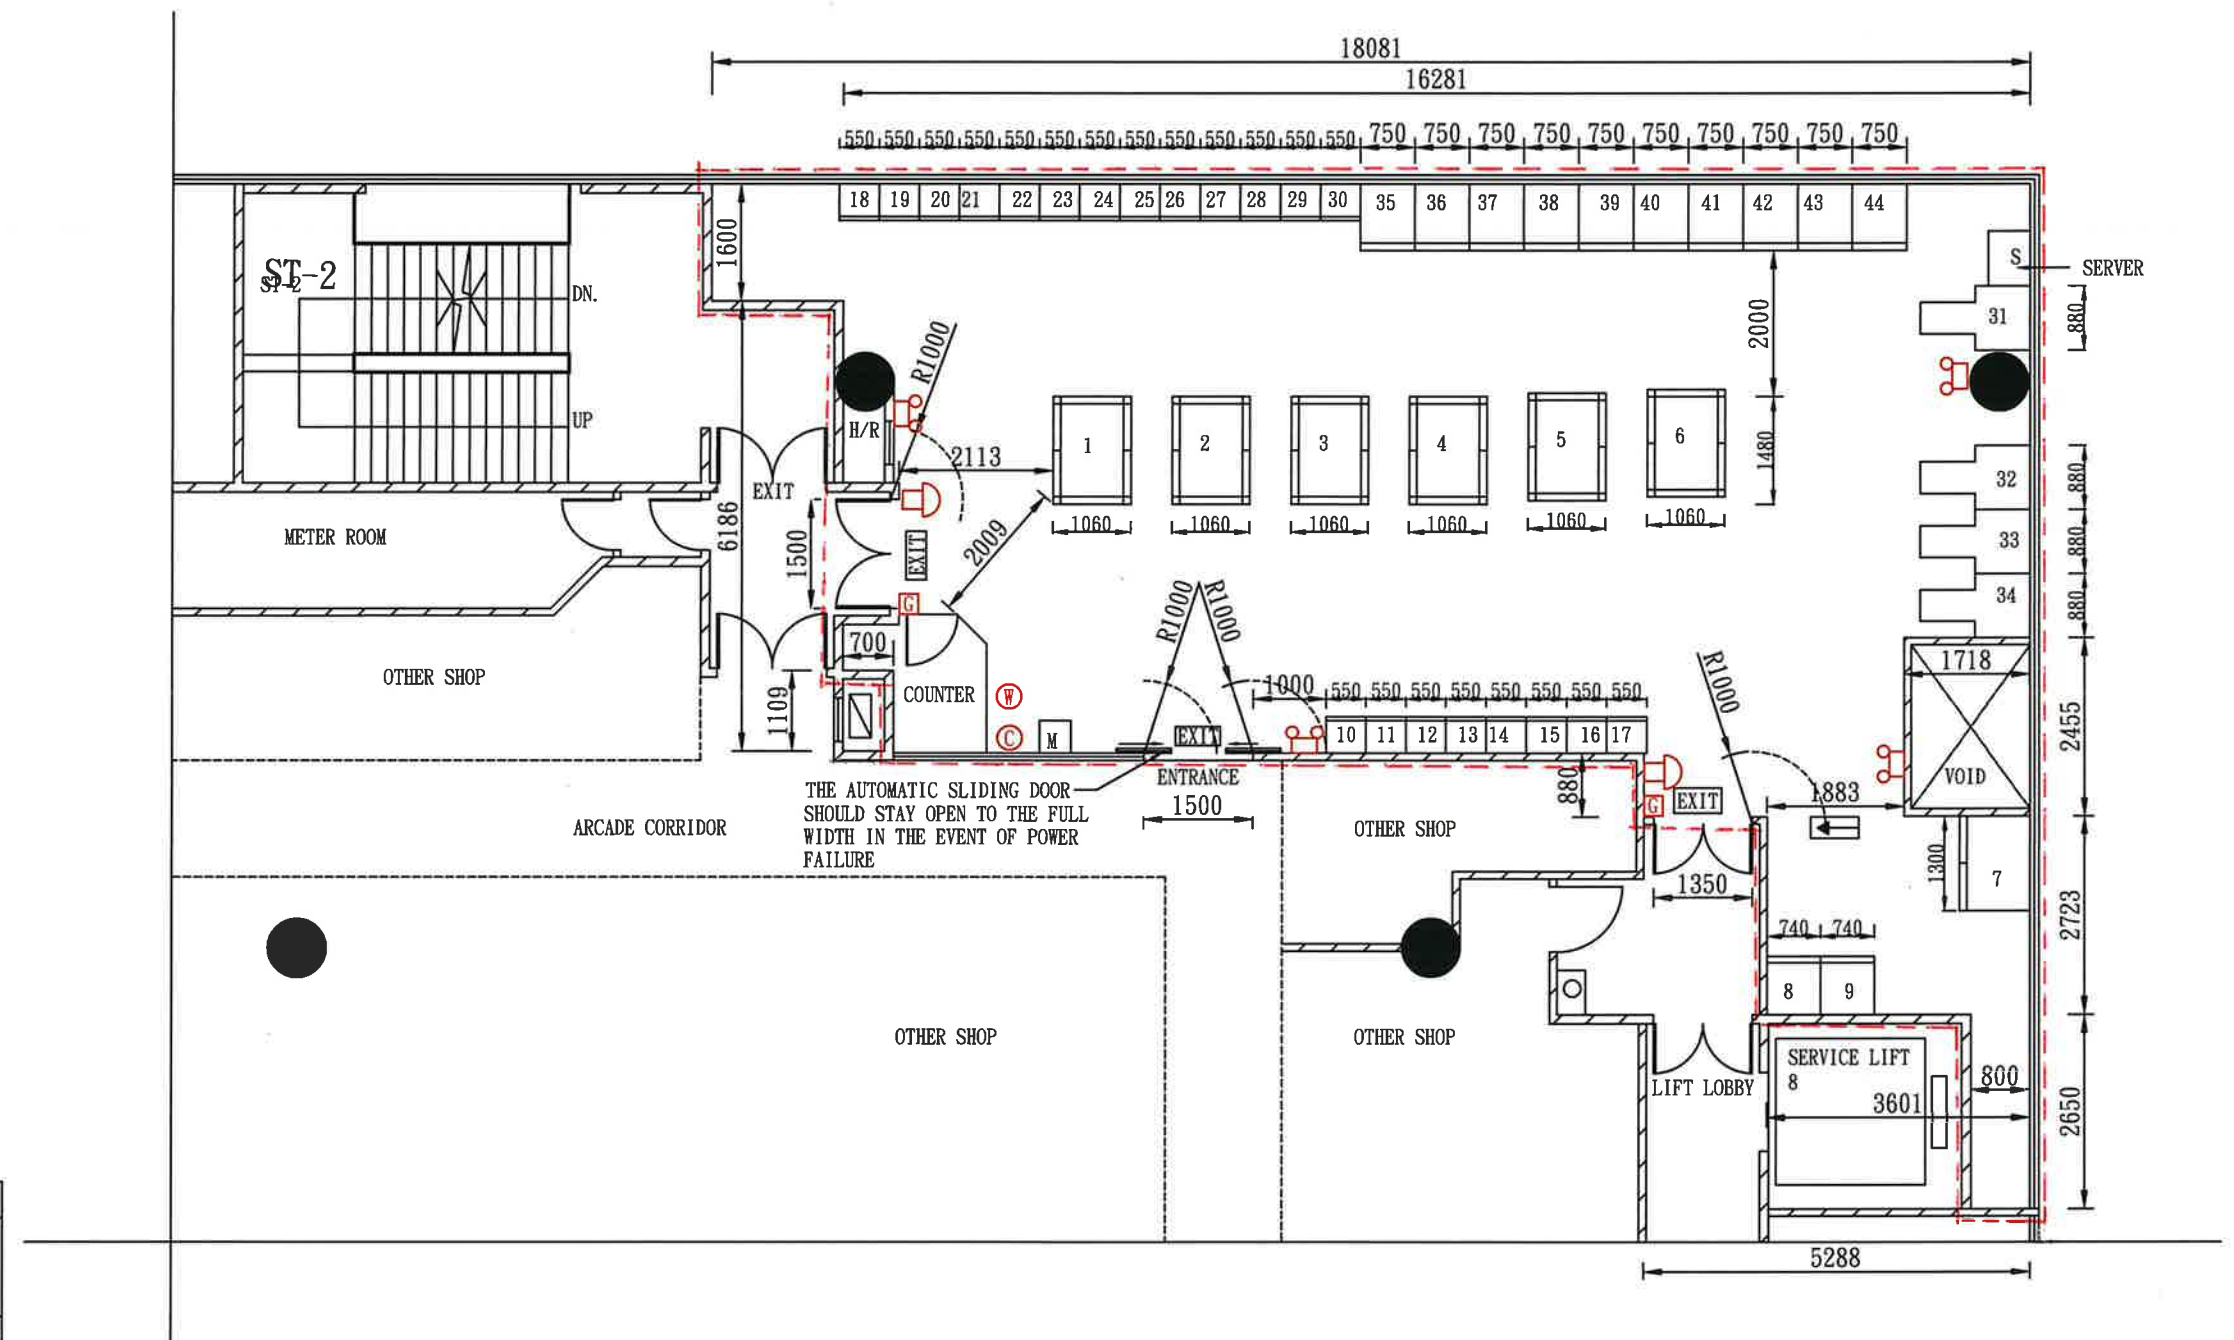 18081
16281
550 550 550 550 550 550 550 550 550 550 550 550 550 750 750 750 750 750 750 750 750 750 750
18 19 20 21 22 23 24 25 26 27 28 29 30 35 36 37 38 39 40 41 42 43 44
1600
S
SERVER
ST-2
ST-2
DN.
31
880
2000
R1000
UP
H/R
1 2 3 4 5 6
1480
2113
32
880
EXIT
1060 1060 1060 1060 1060 1060
METER ROOM
6186
1500
EXIT
2009
33
880
34
880
G
R1000
R1000
700
1718
OTHER SHOP
COUNTER
W
1000
550 550 550 550 550 550 550 550
R1000
1109
C
M
EXIT
10 11 12 13 14 15 16 17
2455
ENTRANCE
VOID
THE AUTOMATIC SLIDING DOOR
SHOULD STAY OPEN TO THE FULL
WIDTH IN THE EVENT OF POWER
FAILURE
1500
880
G
EXIT
1883
ARCADE CORRIDOR
OTHER SHOP
1300
7
1350
2723
740 740
8 9
OTHER SHOP
OTHER SHOP
SERVICE LIFT
8
LIFT LOBBY
800
3601
2650
5288